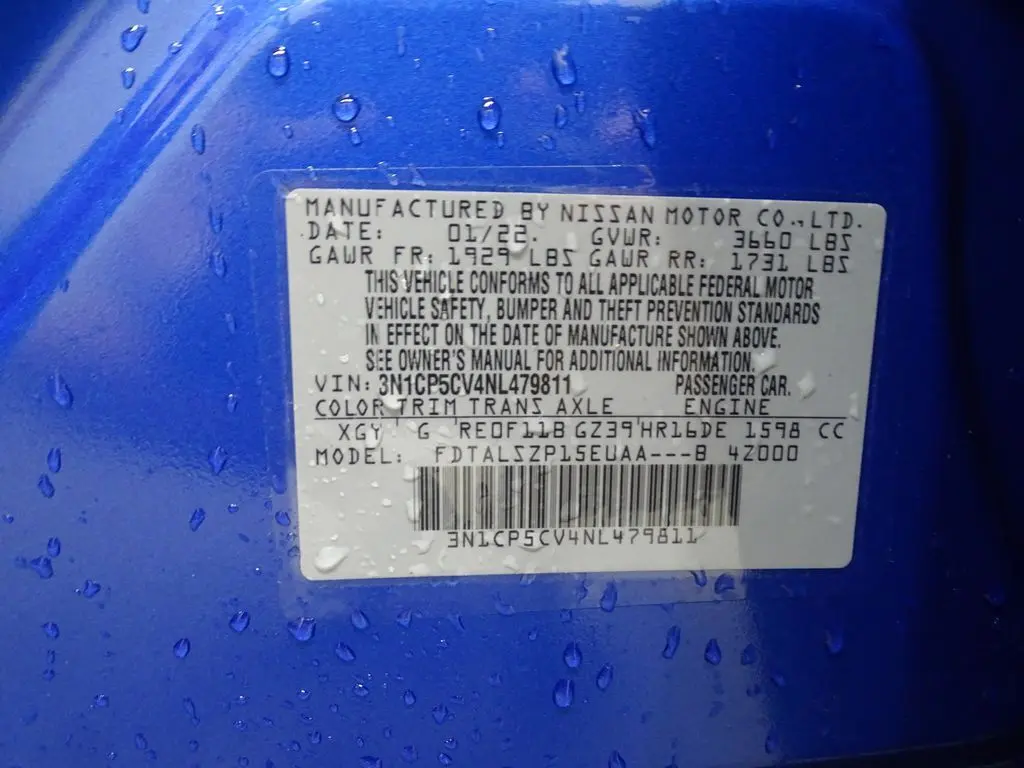 MANUFACTURED BY NISSAN MOTOR CO.,LTD.
DATE: 01/22. GVWR: 3660 LBS
GAWR FR: 1929 LBS GAWR RR: 1731 LBS
THIS VEHICLE CONFORMS TO ALL APPLICABLE FEDERAL MOTOR
VEHICLE SAFETY, BUMPER AND THEFT PREVENTION STANDARDS
IN EFFECT ON THE DATE OF MANUFACTURE SHOWN ABOVE.
SEE OWNER'S MANUAL FOR ADDITIONAL INFORMATION.
VIN: 3N1CP5CV4NL479811 PASSENGER CAR.
COLOR TRIM TRANS AXLE ENGINE
XGY G RE0F11B GZ39 HR16DE 1598 CC
MODEL: FDTALSZP15EUAA---B 4Z000
3N1CP5CV4NL479811